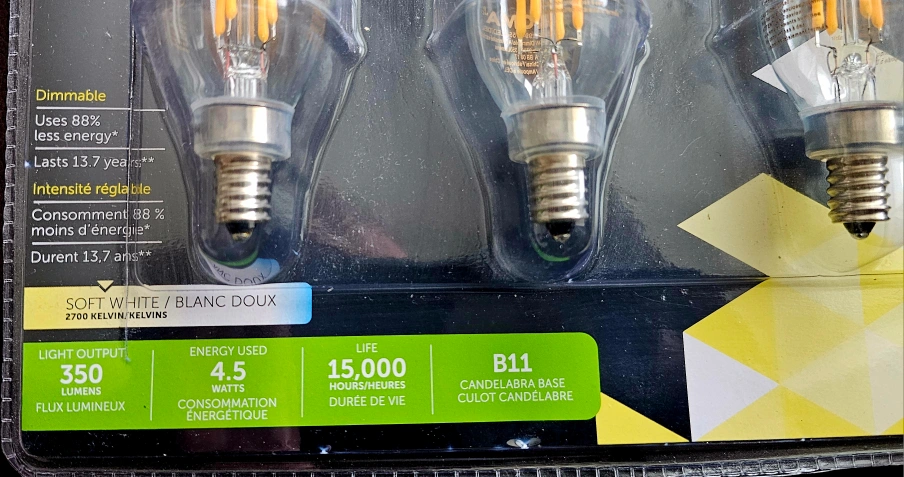 Dimmable
Uses 88%
less energy*
Lasts 13.7 years**
Intensité réglable
Consomment 88 %
moins d'énergie*
Durent 13,7 ans**
SOFT WHITE / BLANC DOUX
2700 KELVIN/KELVINS
LIGHT OUTPUT
350
LUMENS
FLUX LUMINEUX
ENERGY USED
4.5
WATTS
CONSOMMATION
ÉNERGÉTIQUE
LIFE
15,000
HOURS/HEURES
DURÉE DE VIE
B11
CANDELABRA BASE
CULOT CANDÉLABRE